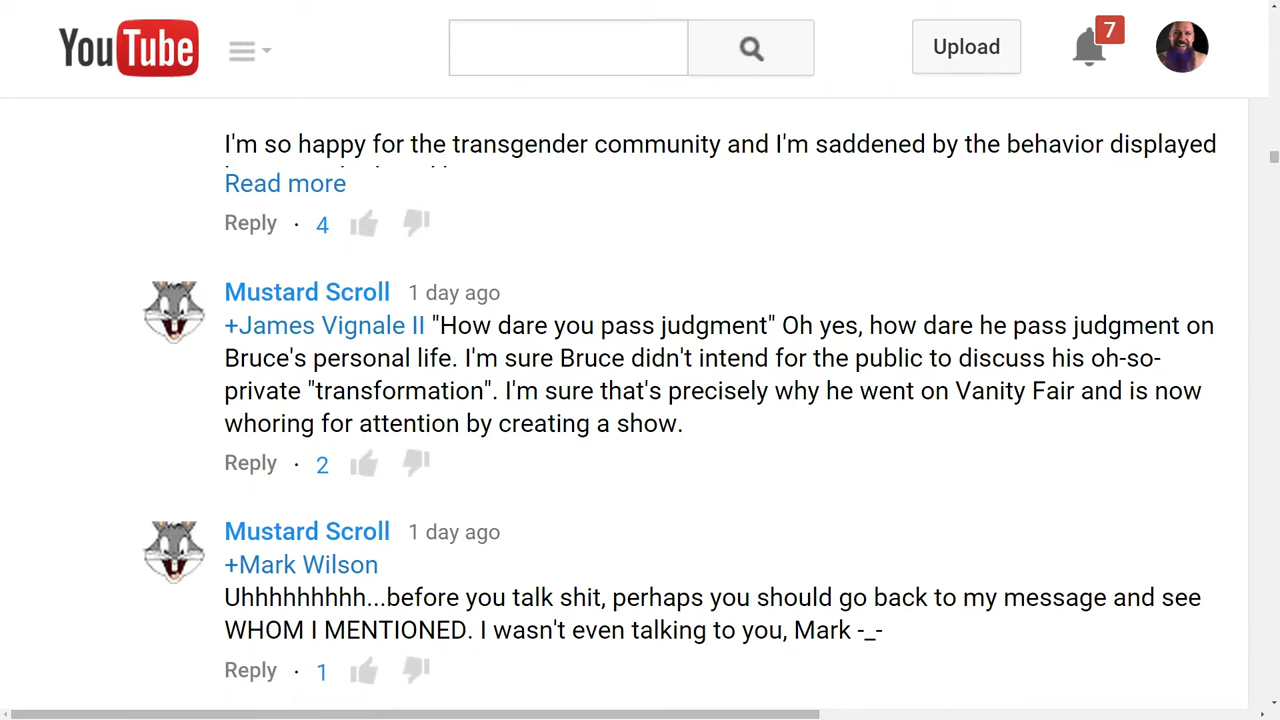 YouTube
Upload
7
I'm so happy for the transgender community and I'm saddened by the behavior displayed
Read more
Reply · 4
Mustard Scroll 1 day ago
+James Vignale II "How dare you pass judgment" Oh yes, how dare he pass judgment on
Bruce's personal life. I'm sure Bruce didn't intend for the public to discuss his oh-so-
private "transformation". I'm sure that's precisely why he went on Vanity Fair and is now
whoring for attention by creating a show.
Reply · 2
Mustard Scroll 1 day ago
+Mark Wilson
Uhhhhhhhhh...before you talk shit, perhaps you should go back to my message and see
WHOM I MENTIONED. I wasn't even talking to you, Mark -_-
Reply · 1